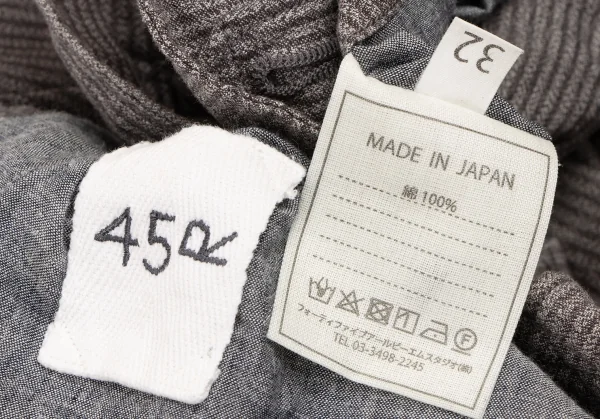 32
MADE IN JAPAN
綿 100%
45R
フォーティファイブアールピーエムスタジオ(株)
TEL 03-3498-2245